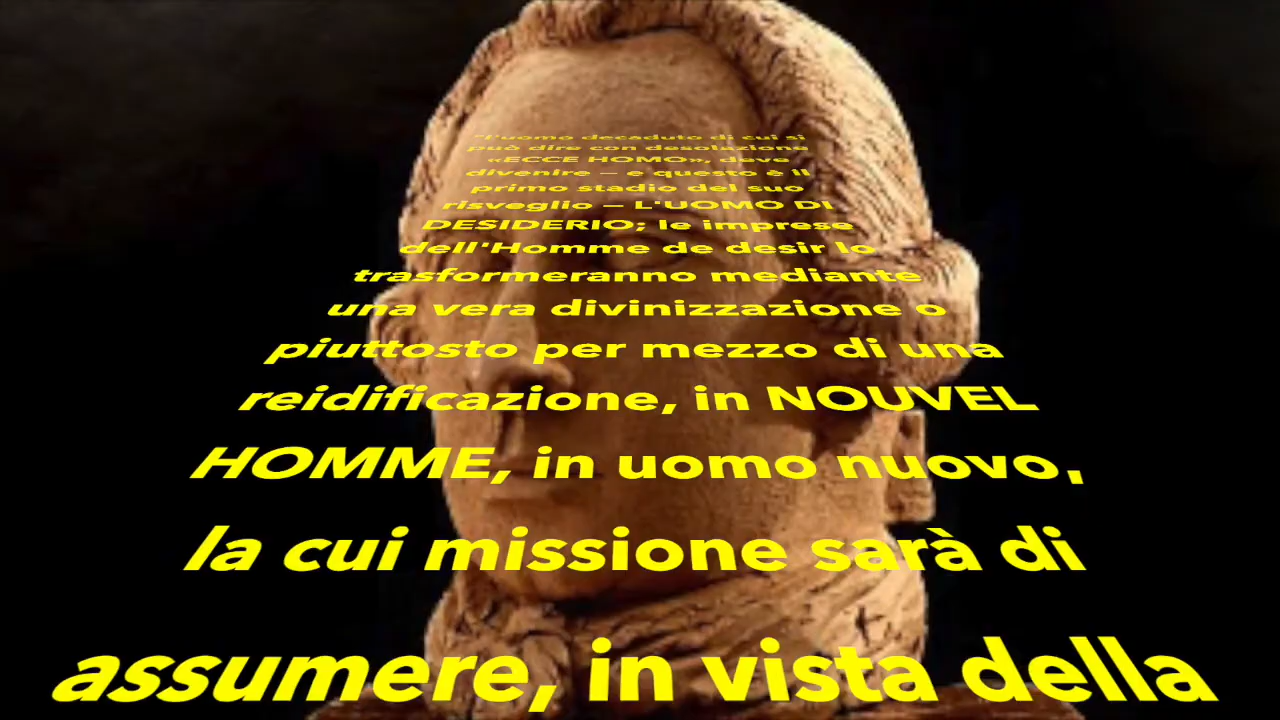 "L'uomo decaduto di cui si
può dire con desolazione
«ECCE HOMO», deve
divenire – e questo è il
primo stadio del suo
risveglio – L'UOMO DI
DESIDERIO; le imprese
dell'Homme de desir lo
trasformeranno mediante
una vera divinizzazione o
piuttosto per mezzo di una
reidificazione, in NOUVEL
HOMME, in uomo nuovo,
la cui missione sarà di
assumere, in vista della